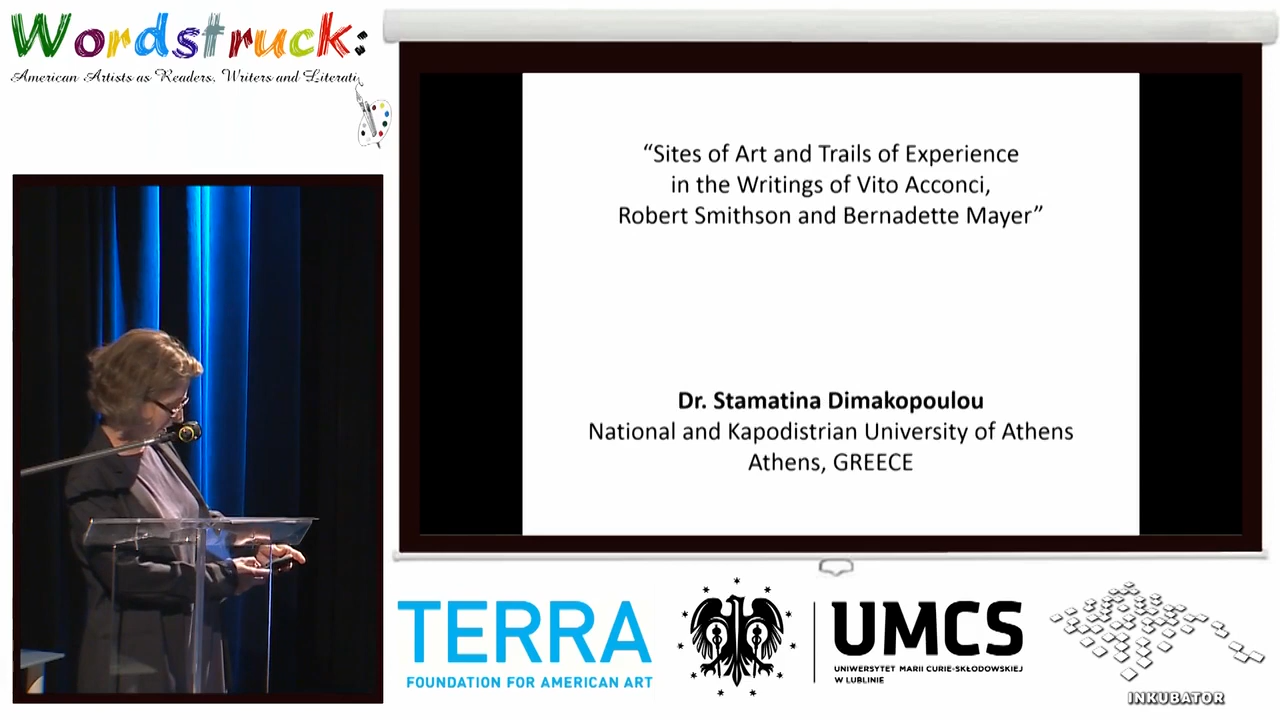 Wordstruck:
American Artists as Readers, Writers and Literati
“Sites of Art and Trails of Experience
in the Writings of Vito Acconci,
Robert Smithson and Bernadette Mayer”
Dr. Stamatina Dimakopoulou
National and Kapodistrian University of Athens
Athens, GREECE
TERRA
FOUNDATION FOR AMERICAN ART
UMCS
UNIWERSYTET MARII CURIE-SKŁODOWSKIEJ
W LUBLINIE
INKUBATOR